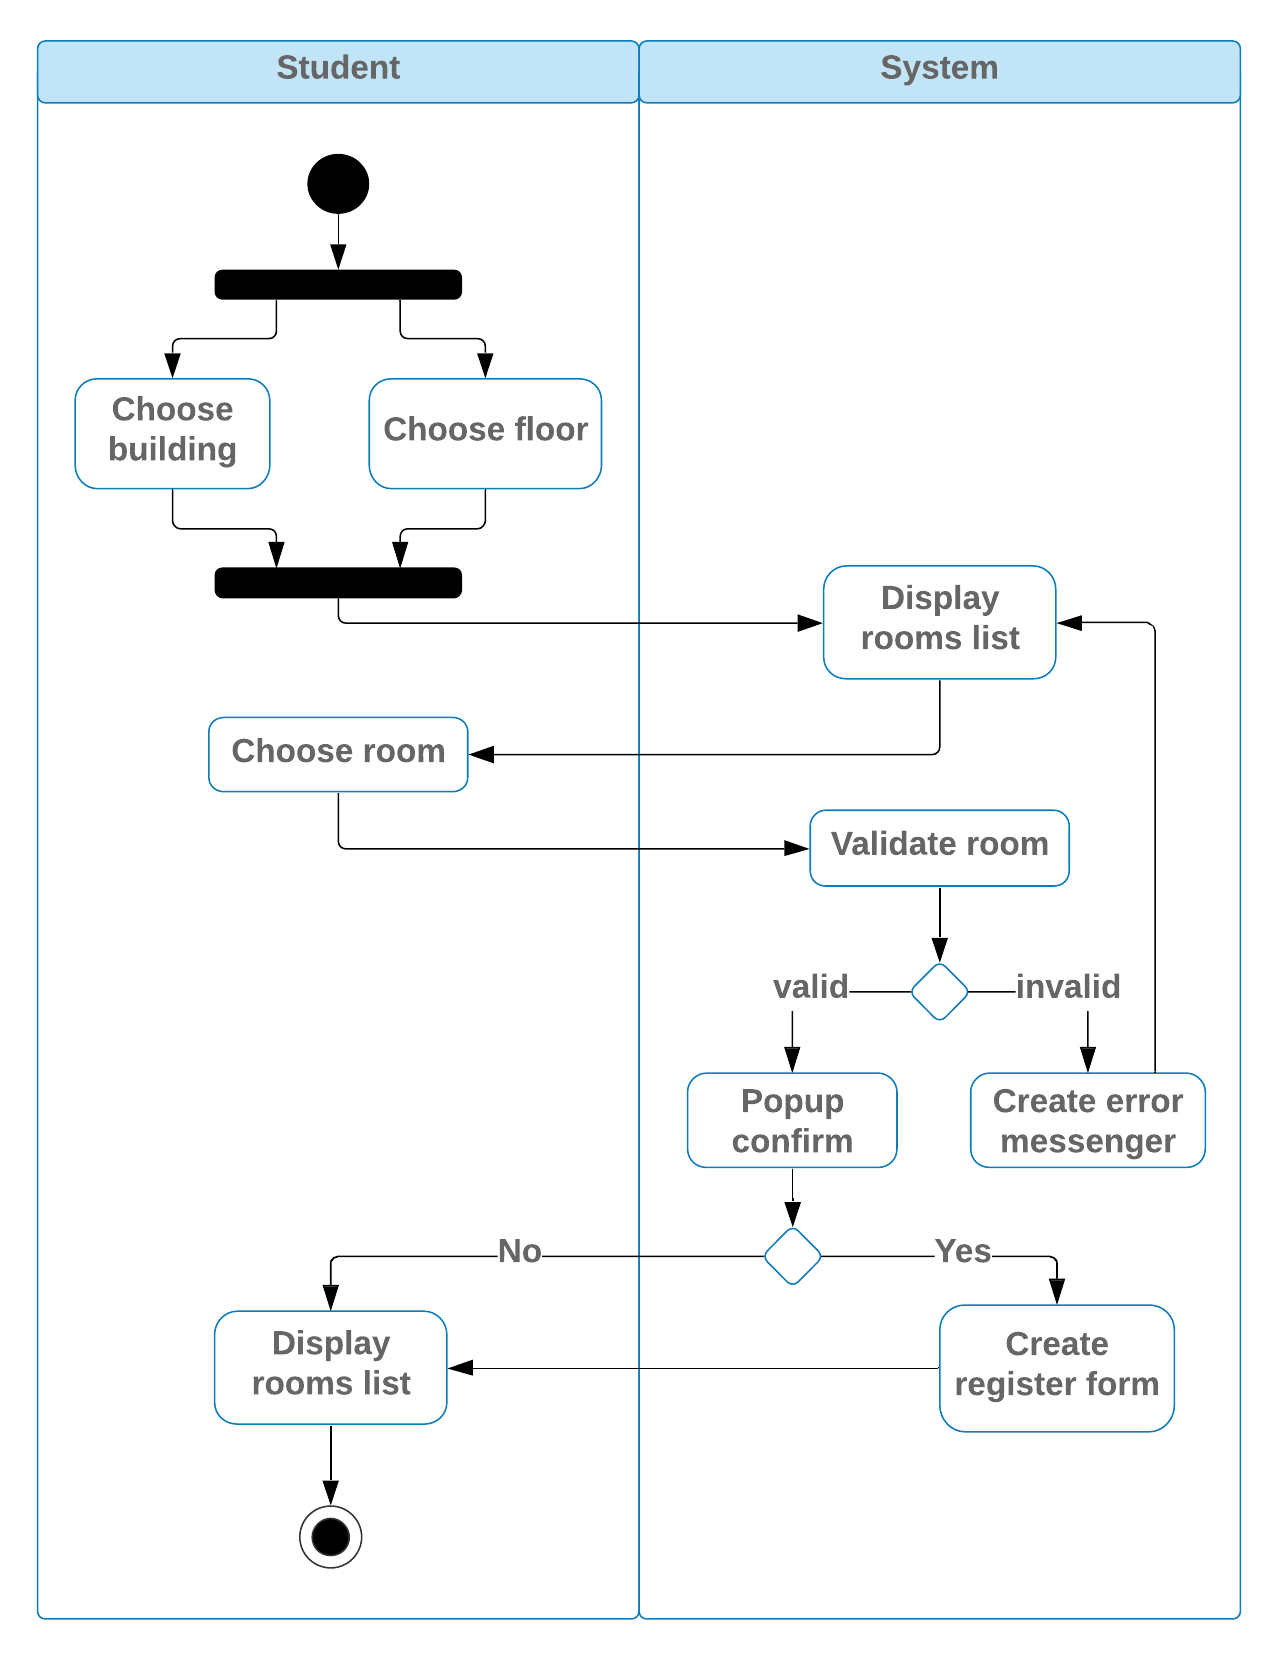 Student
System
Choose
building
Choose floor
Display
rooms list
Choose room
Validate room
valid
invalid
Popup
confirm
Create error
messenger
No
Yes
Display
rooms list
Create
register form